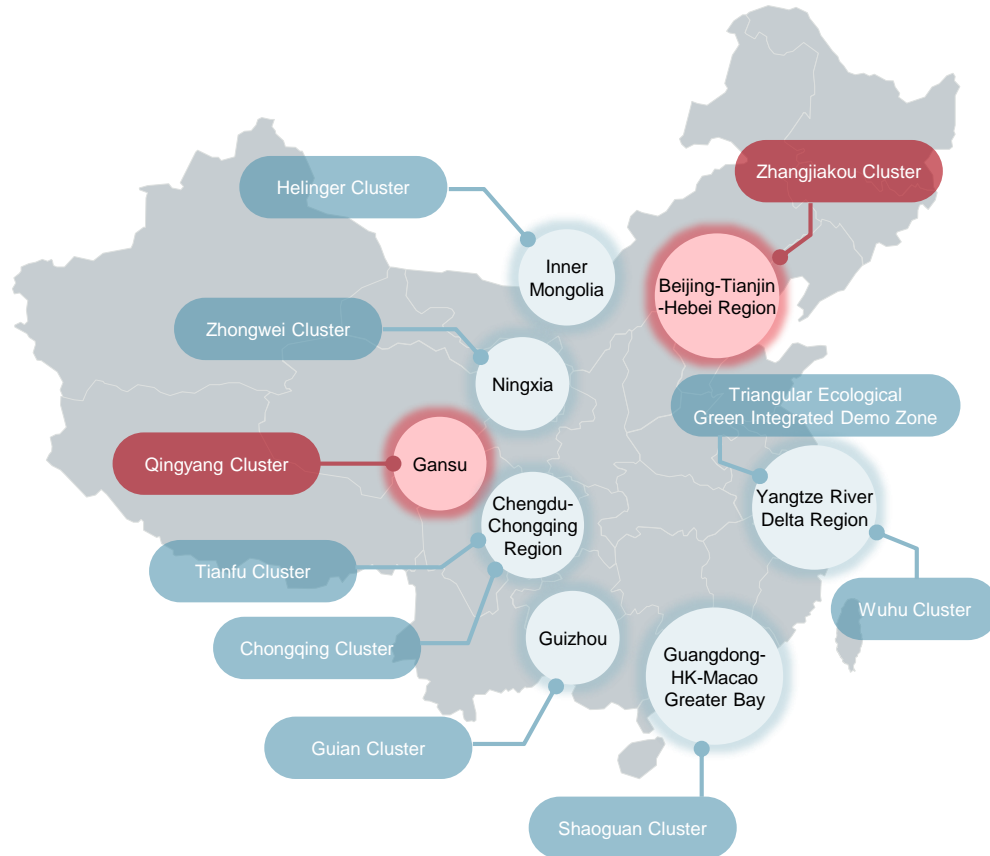 Zhangjiakou Cluster
Helinger Cluster
Inner
Mongolia
Beijing-Tianjin
-Hebei Region
Zhongwei Cluster
Ningxia
Triangular Ecological
Green Integrated Demo Zone
Qingyang Cluster
Gansu
Chengdu-
Chongqing
Region
Yangtze River
Delta Region
Tianfu Cluster
Wuhu Cluster
Chongqing Cluster
Guizhou
Guangdong-
HK-Macao
Greater Bay
Guian Cluster
Shaoguan Cluster